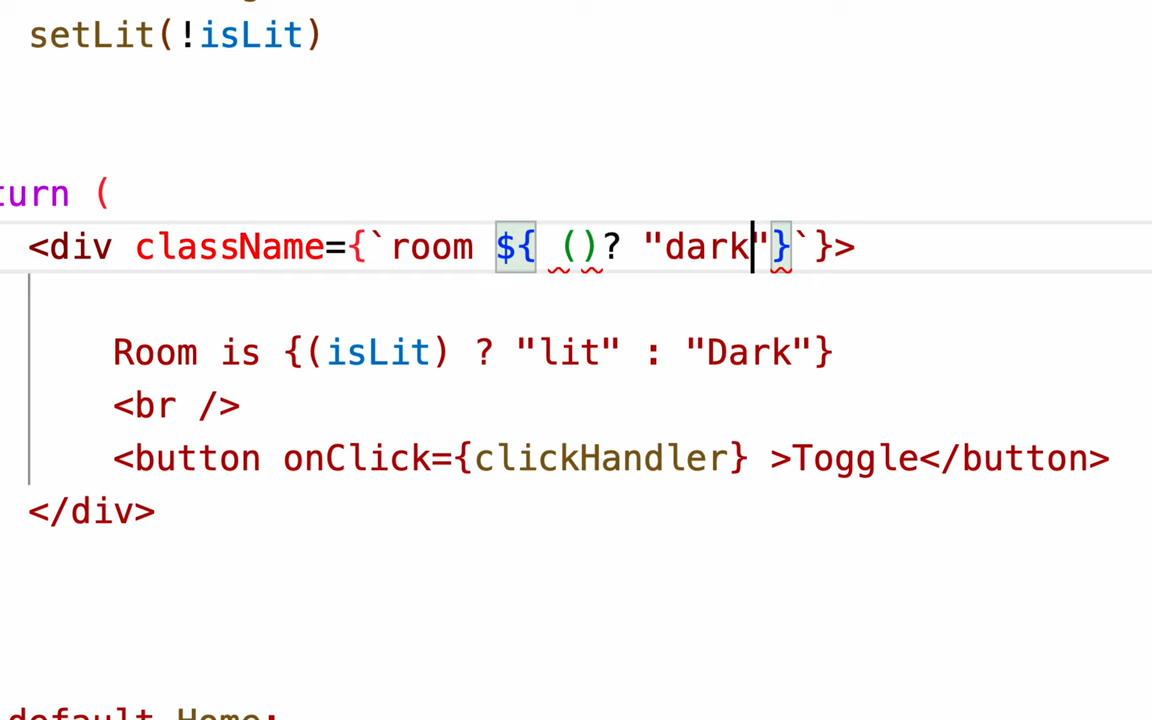 setLit(!isLit)
turn (
<div className={`room ${ ()? "dark"}`}>
Room is {(isLit) ? "lit" : "Dark"}
<br />
<button onClick={clickHandler} >Toggle</button>
</div>
default Home;